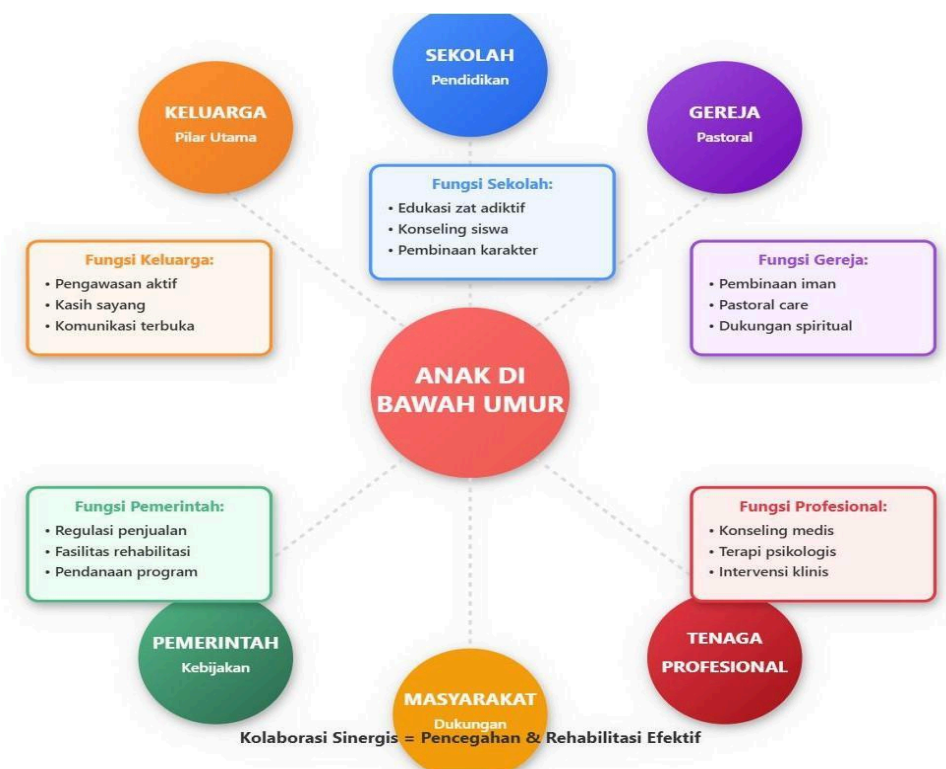 SEKOLAH
Pendidikan
KELUARGA
Pilar Utama
GEREJA
Pastoral
Fungsi Sekolah:
• Edukasi zat adiktif
• Konseling siswa
• Pembinaan karakter
Fungsi Keluarga:
• Pengawasan aktif
• Kasih sayang
• Komunikasi terbuka
Fungsi Gereja:
• Pembinaan iman
• Pastoral care
• Dukungan spiritual
ANAK DI
BAWAH UMUR
Fungsi Pemerintah:
• Regulasi penjualan
• Fasilitas rehabilitasi
• Pendanaan program
Fungsi Profesional:
• Konseling medis
• Terapi psikologis
• Intervensi klinis
PEMERINTAH
Kebijakan
TENAGA
PROFESIONAL
MASYARAKAT
Dukungan
Kolaborasi Sinergis = Pencegahan & Rehabilitasi Efektif